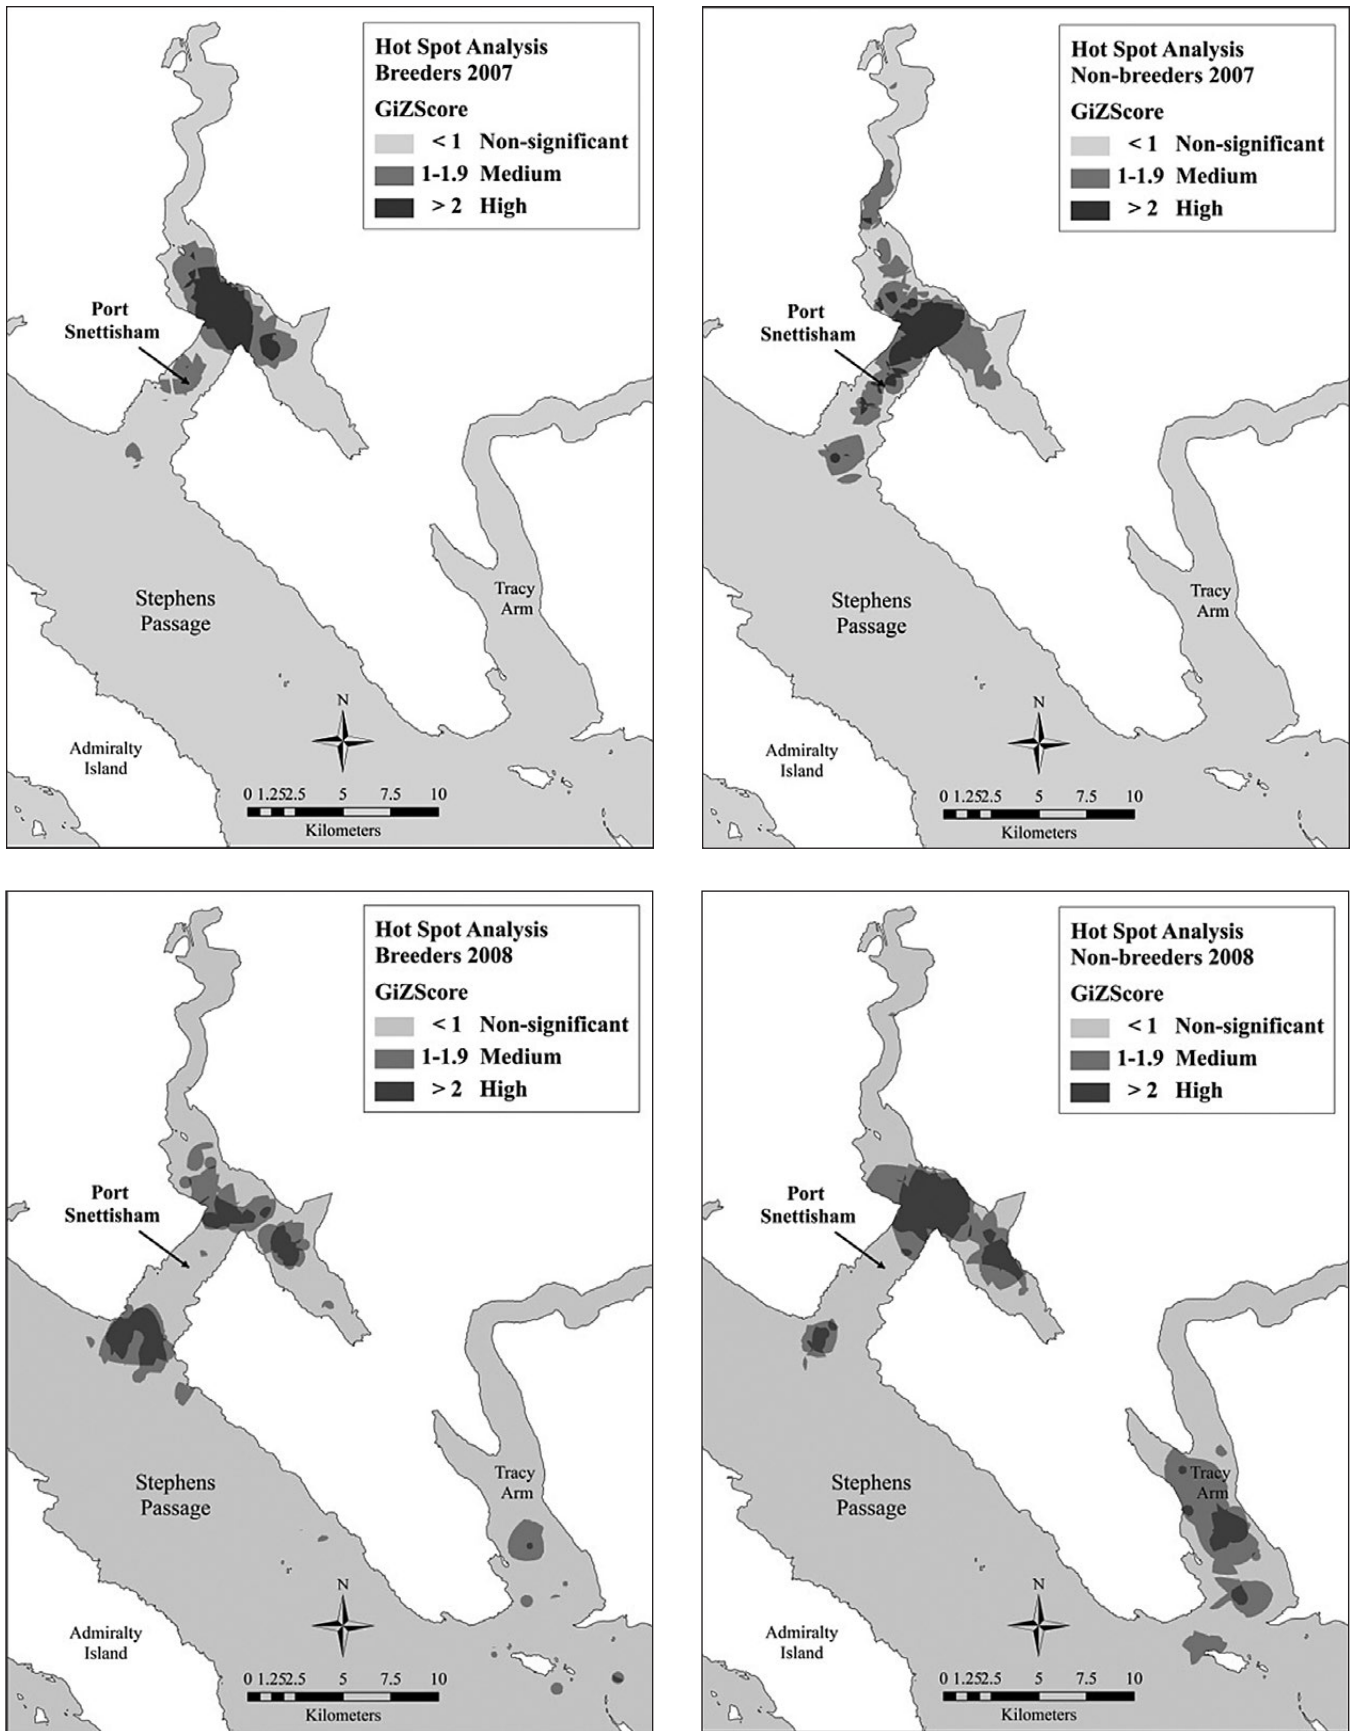 Hot Spot Analysis
Breeders 2007
GiZScore
< 1 Non-significant
1-1.9 Medium
> 2 High
Port
Snettisham
Stephens
Passage
Tracy
Arm
N
Admiralty
Island
0 1.252.5 5 7.5 10
Kilometers
Hot Spot Analysis
Non-breeders 2007
GiZScore
< 1 Non-significant
1-1.9 Medium
> 2 High
Port
Snettisham
Stephens
Passage
Tracy
Arm
N
Admiralty
Island
0 1.252.5 5 7.5 10
Kilometers
Hot Spot Analysis
Breeders 2008
GiZScore
< 1 Non-significant
1-1.9 Medium
> 2 High
Port
Snettisham
Stephens
Passage
Tracy
Arm
N
Admiralty
Island
0 1.252.5 5 7.5 10
Kilometers
Hot Spot Analysis
Non-breeders 2008
GiZScore
< 1 Non-significant
1-1.9 Medium
> 2 High
Port
Snettisham
Stephens
Passage
Tracy
Arm
N
Admiralty
Island
0 1.252.5 5 7.5 10
Kilometers